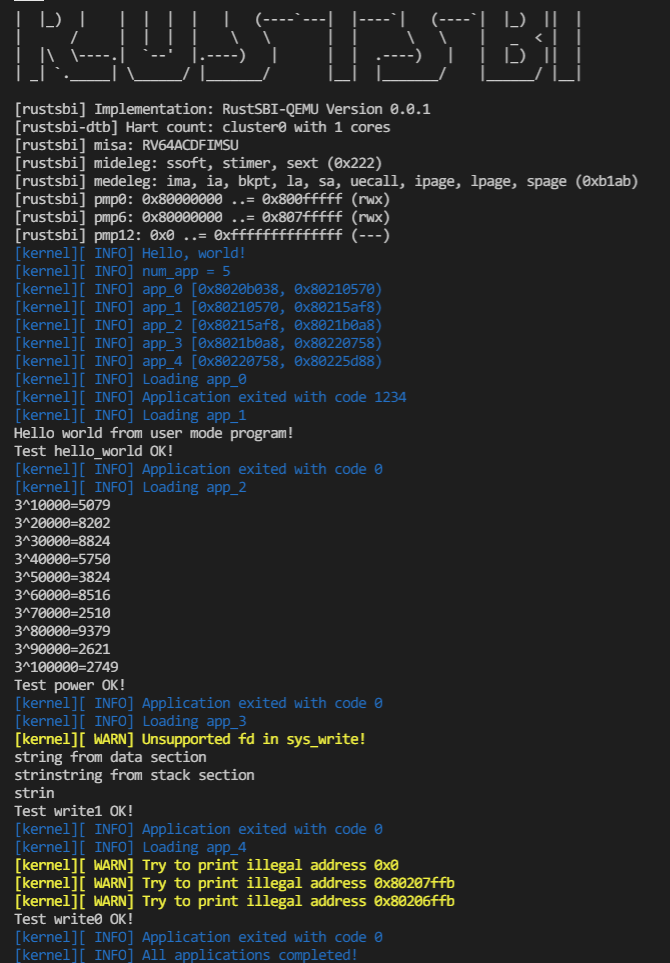 RUSTSBI
[rustsbi] Implementation: RustSBI-QEMU Version 0.0.1
[rustsbi-dtb] Hart count: cluster0 with 1 cores
[rustsbi] misa: RV64ACDFIMSU
[rustsbi] mideleg: ssoft, stimer, sext (0x222)
[rustsbi] medeleg: ima, ia, bkpt, la, sa, uecall, ipage, lpage, spage (0xb1ab)
[rustsbi] pmp0: 0x80000000 ..= 0x800fffff (rwx)
[rustsbi] pmp6: 0x80000000 ..= 0x807fffff (rwx)
[rustsbi] pmp12: 0x0 ..= 0xffffffffffffff (---)
[kernel][ INFO] Hello, world!
[kernel][ INFO] num_app = 5
[kernel][ INFO] app_0 [0x8020b038, 0x80210570)
[kernel][ INFO] app_1 [0x80210570, 0x80215af8)
[kernel][ INFO] app_2 [0x80215af8, 0x8021b0a8)
[kernel][ INFO] app_3 [0x8021b0a8, 0x80220758)
[kernel][ INFO] app_4 [0x80220758, 0x80225d88)
[kernel][ INFO] Loading app_0
[kernel][ INFO] Application exited with code 1234
[kernel][ INFO] Loading app_1
Hello world from user mode program!
Test hello_world OK!
[kernel][ INFO] Application exited with code 0
[kernel][ INFO] Loading app_2
3^10000=5079
3^20000=8202
3^30000=8824
3^40000=5750
3^50000=3824
3^60000=8516
3^70000=2510
3^80000=9379
3^90000=2621
3^100000=2749
Test power OK!
[kernel][ INFO] Application exited with code 0
[kernel][ INFO] Loading app_3
[kernel][ WARN] Unsupported fd in sys_write!
string from data section
strinstring from stack section
strin
Test write1 OK!
[kernel][ INFO] Application exited with code 0
[kernel][ INFO] Loading app_4
[kernel][ WARN] Try to print illegal address 0x0
[kernel][ WARN] Try to print illegal address 0x80207ffb
[kernel][ WARN] Try to print illegal address 0x80206ffb
Test write0 OK!
[kernel][ INFO] Application exited with code 0
[kernel][ INFO] All applications completed!